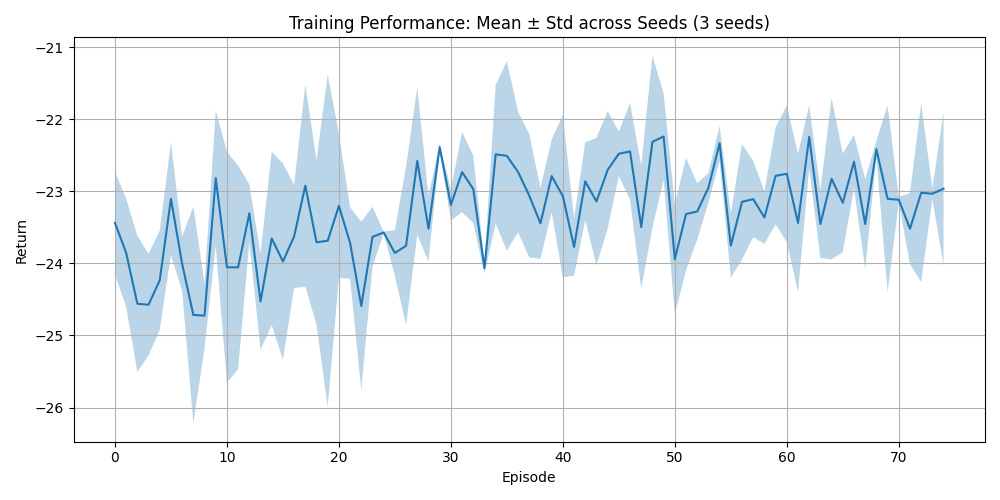 Training Performance: Mean ± Std across Seeds (3 seeds)
−21
−22
−23
−24
−25
−26
Return
0 10 20 30 40 50 60 70
Episode